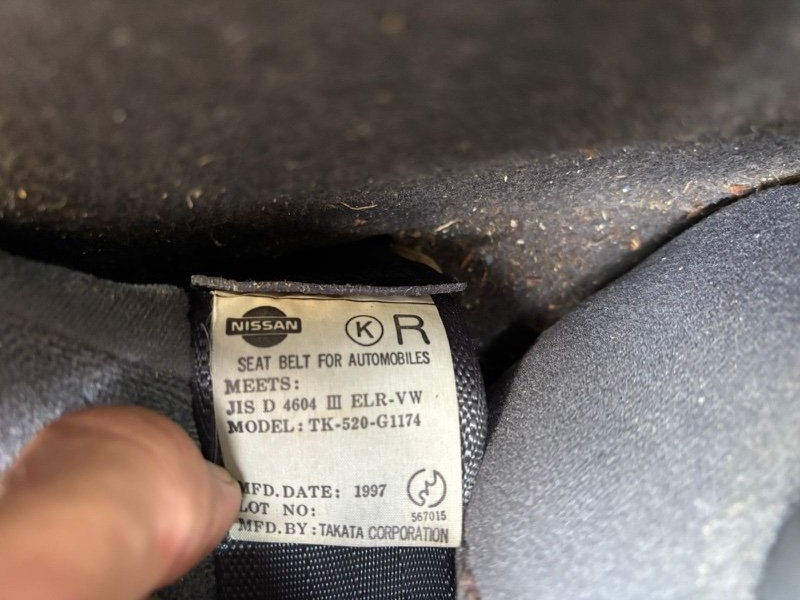 NISSAN K R
SEAT BELT FOR AUTOMOBILES
MEETS:
JIS D 4604 III ELR-VW
MODEL: TK-520-G1174
MFD. DATE: 1997
LOT NO:
567015
MFD. BY: TAKATA CORPORATION